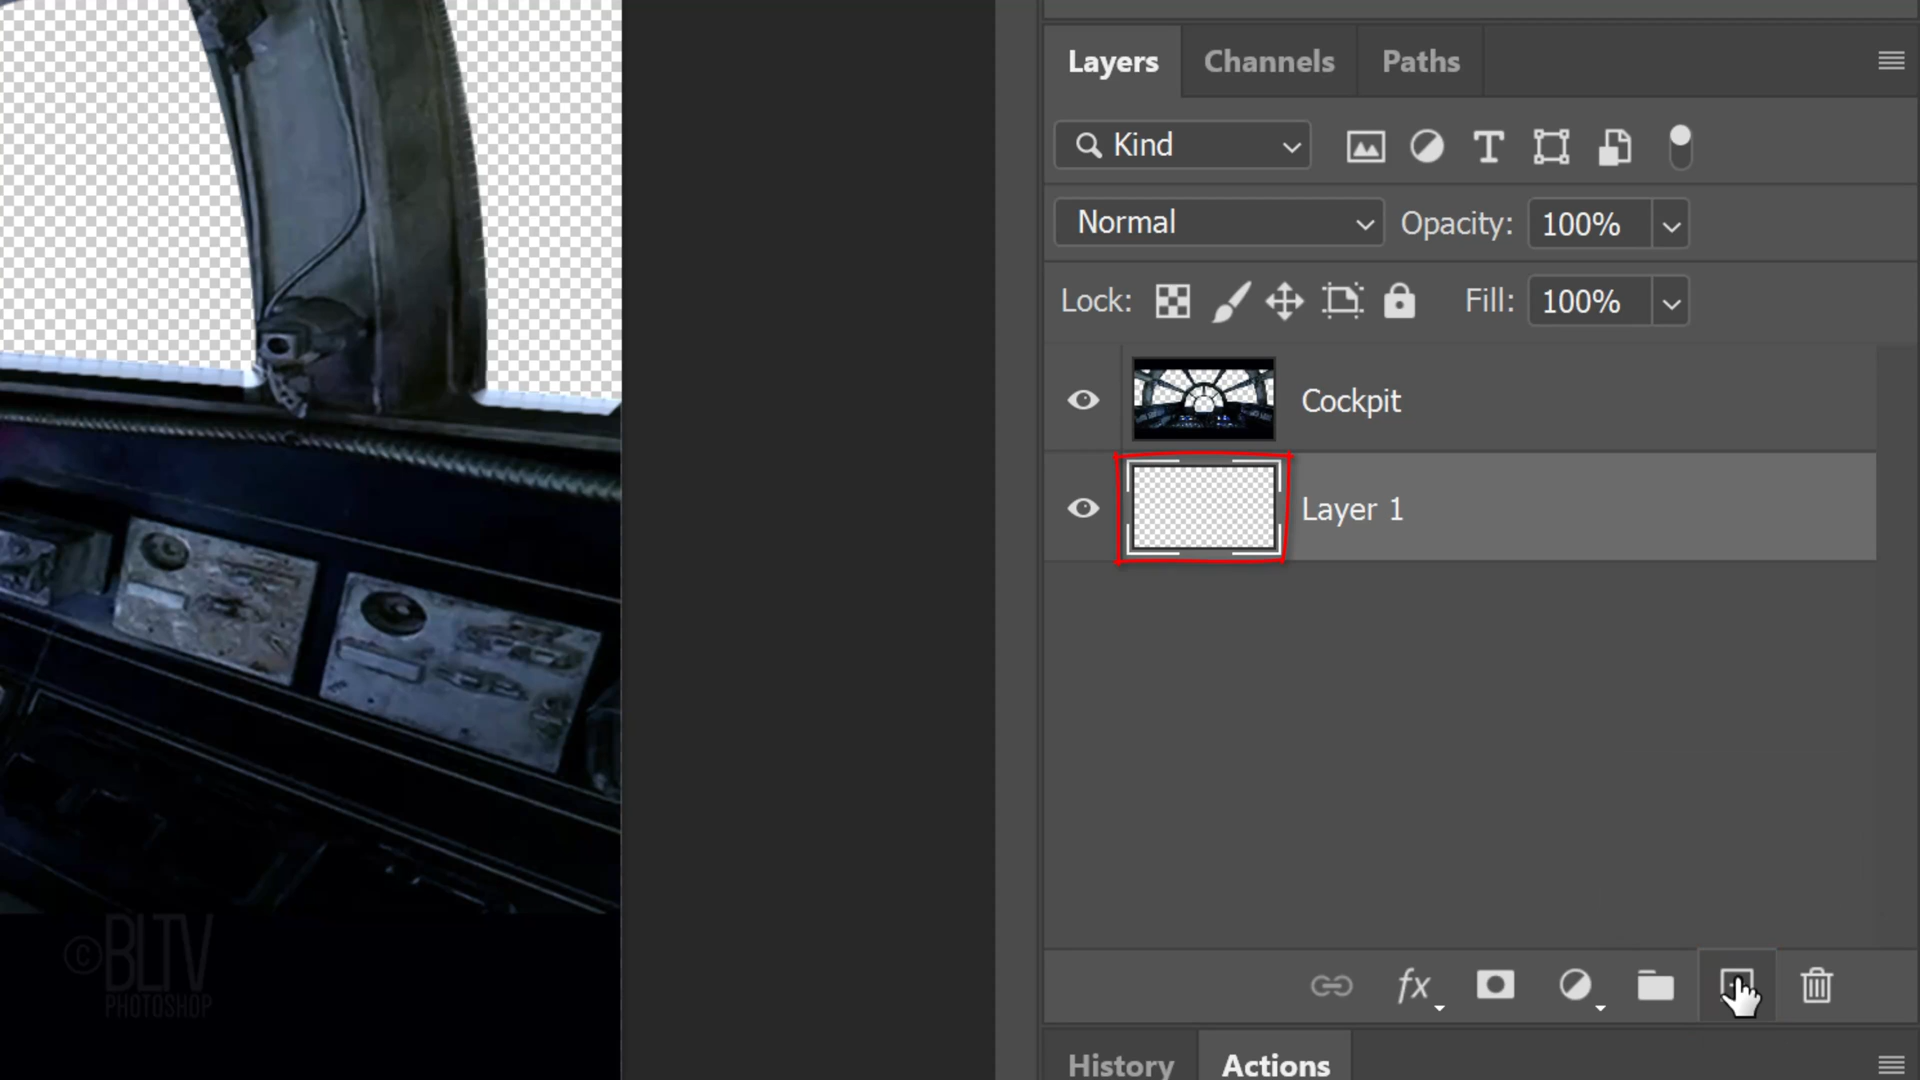 Layers Channels Paths
Kind
Normal Opacity: 100%
Lock: Fill: 100%
Cockpit
Layer 1
fx
© BLTV
PHOTOSHOP
History Actions